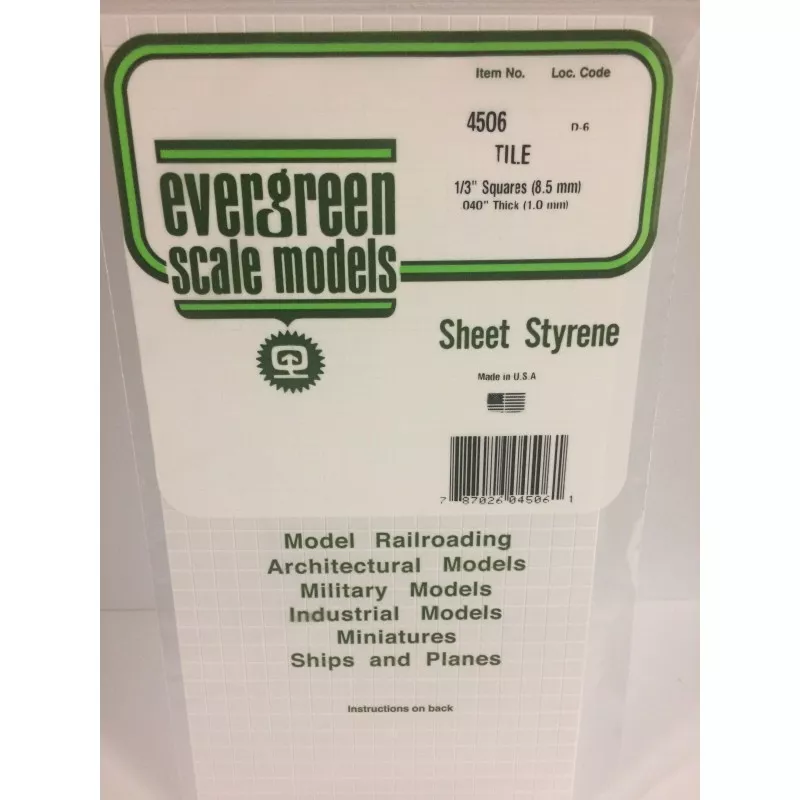 Item No. Loc. Code
4506 D-6
TILE
1/3" Squares (8.5 mm)
.040" Thick (1.0 mm)
evergreen
scale models
Sheet Styrene
Made in U.S.A
7 87026 04506 1
Model Railroading
Architectural Models
Military Models
Industrial Models
Miniatures
Ships and Planes
Instructions on back